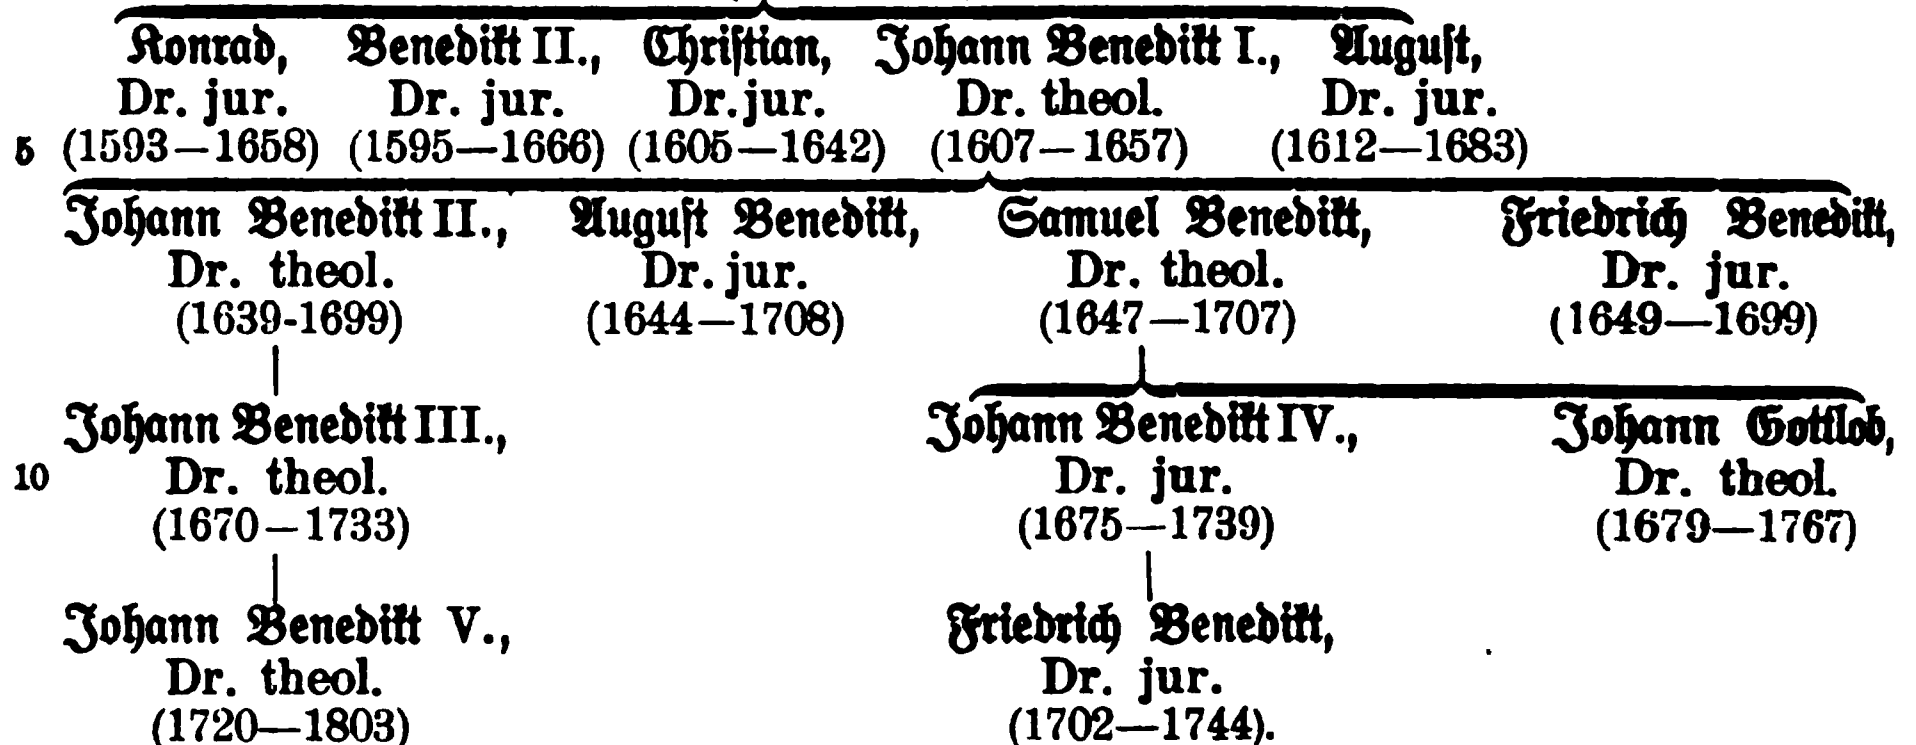 Konrad, Benedikt II., Christian, Johann Benedikt I., August,
Dr. jur. Dr. jur. Dr. jur. Dr. theol. Dr. jur.
5 (1593—1658) (1595—1666) (1605—1642) (1607—1657) (1612—1683)
Johann Benedikt II., August Benedikt, Samuel Benedikt, Friedrich Benedikt,
Dr. theol. Dr. jur. Dr. theol. Dr. jur.
(1639-1699) (1644—1708) (1647—1707) (1649—1699)
Johann Benedikt III., Johann Benedikt IV., Johann Gottlob,
10 Dr. theol. Dr. jur. Dr. theol.
(1670—1733) (1675—1739) (1679—1767)
Johann Benedikt V., Friedrich Benedikt,
Dr. theol. Dr. jur.
(1720—1803) (1702—1744).